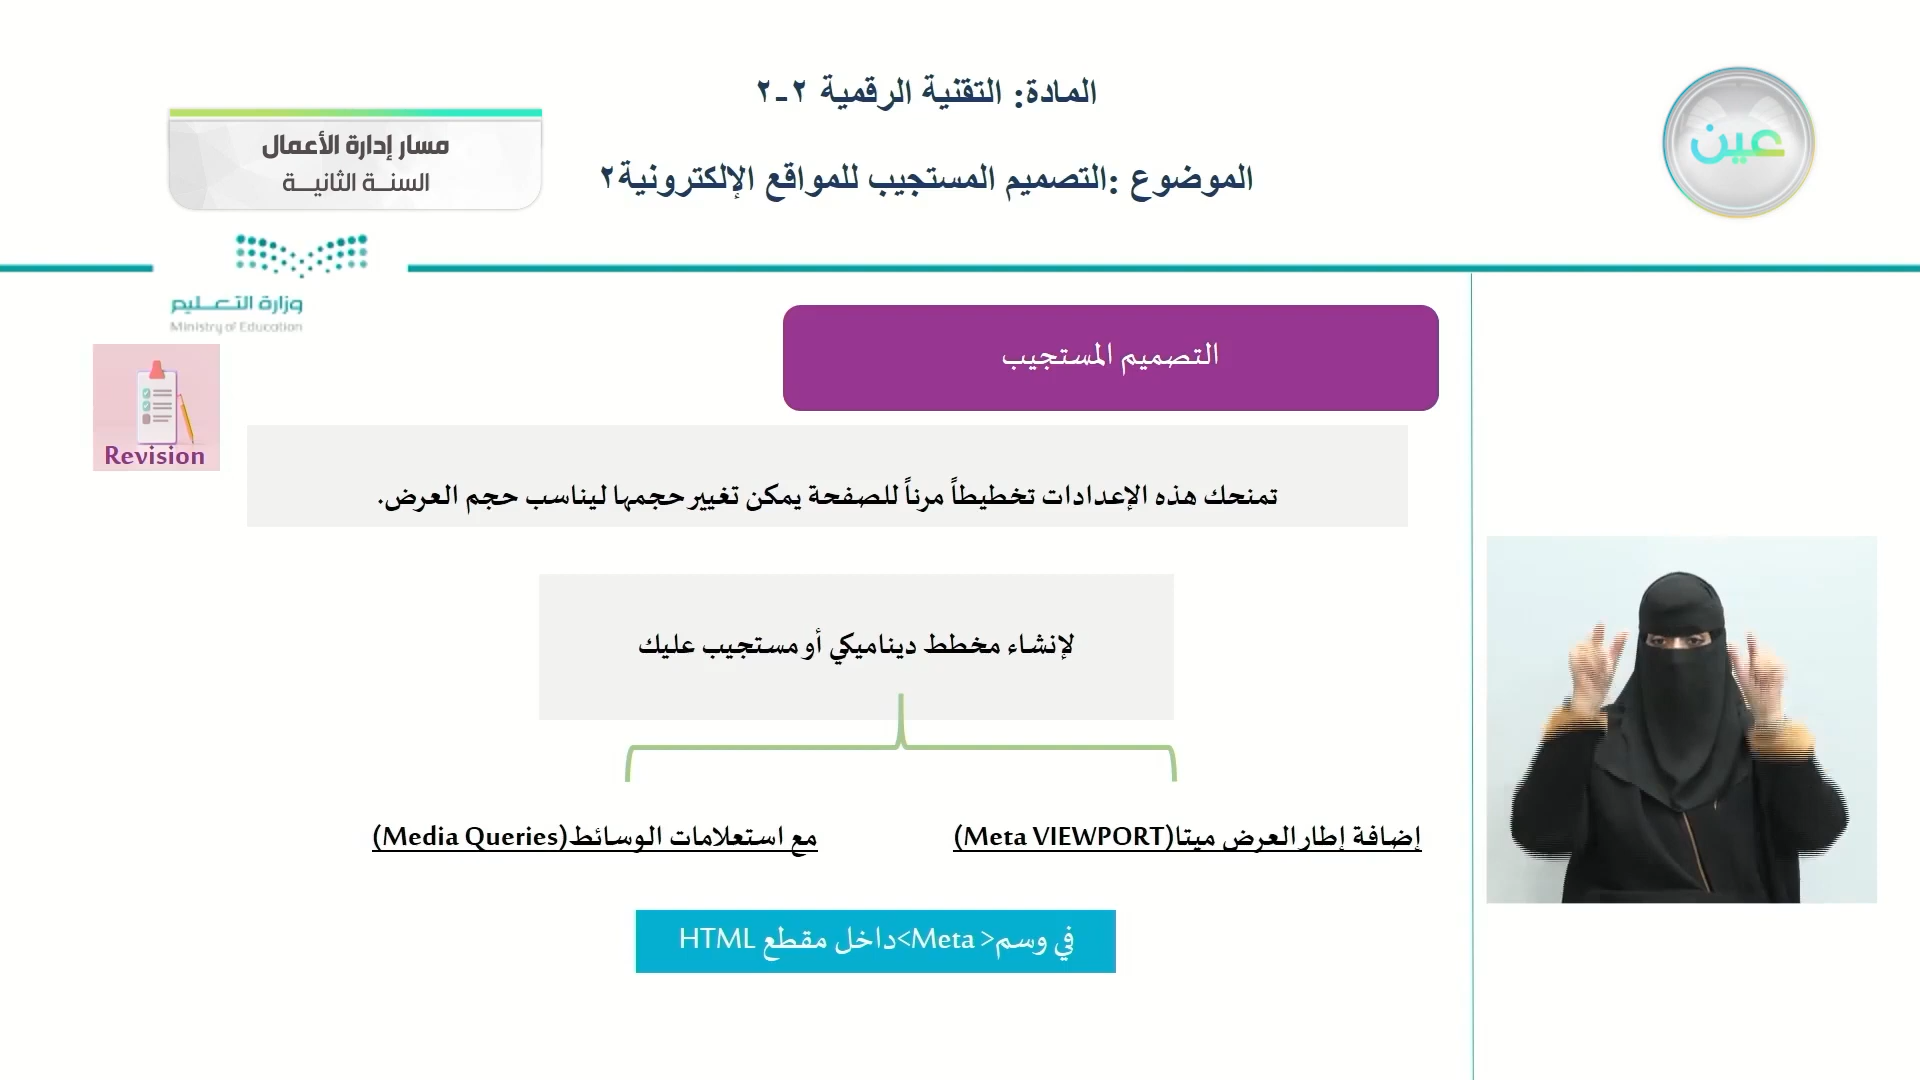 المادة: التقنية الرقمية ٢-٢
الموضوع :التصميم المستجيب للمواقع الإلكترونية٢
عين
مسار إدارة الأعمال
السنة الثانية
وزارة التعليم
Ministry of Education
التصميم المستجيب
Revision
تمنحك هذه الإعدادات تخطيطاً مرناً للصفحة يمكن تغيير حجمها ليناسب حجم العرض.
لإنشاء مخطط ديناميكي أو مستجيب عليك
إضافة إطار العرض ميتا(Meta VIEWPORT)
مع استعلامات الوسائط(Media Queries)
في وسم< Meta>داخل مقطع HTML